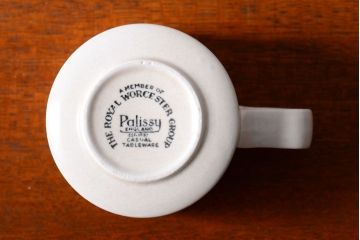 A MEMBER OF
THE ROYAL WORCESTER GROUP
Palissy
ENGLAND
CASUAL
TABLEWARE